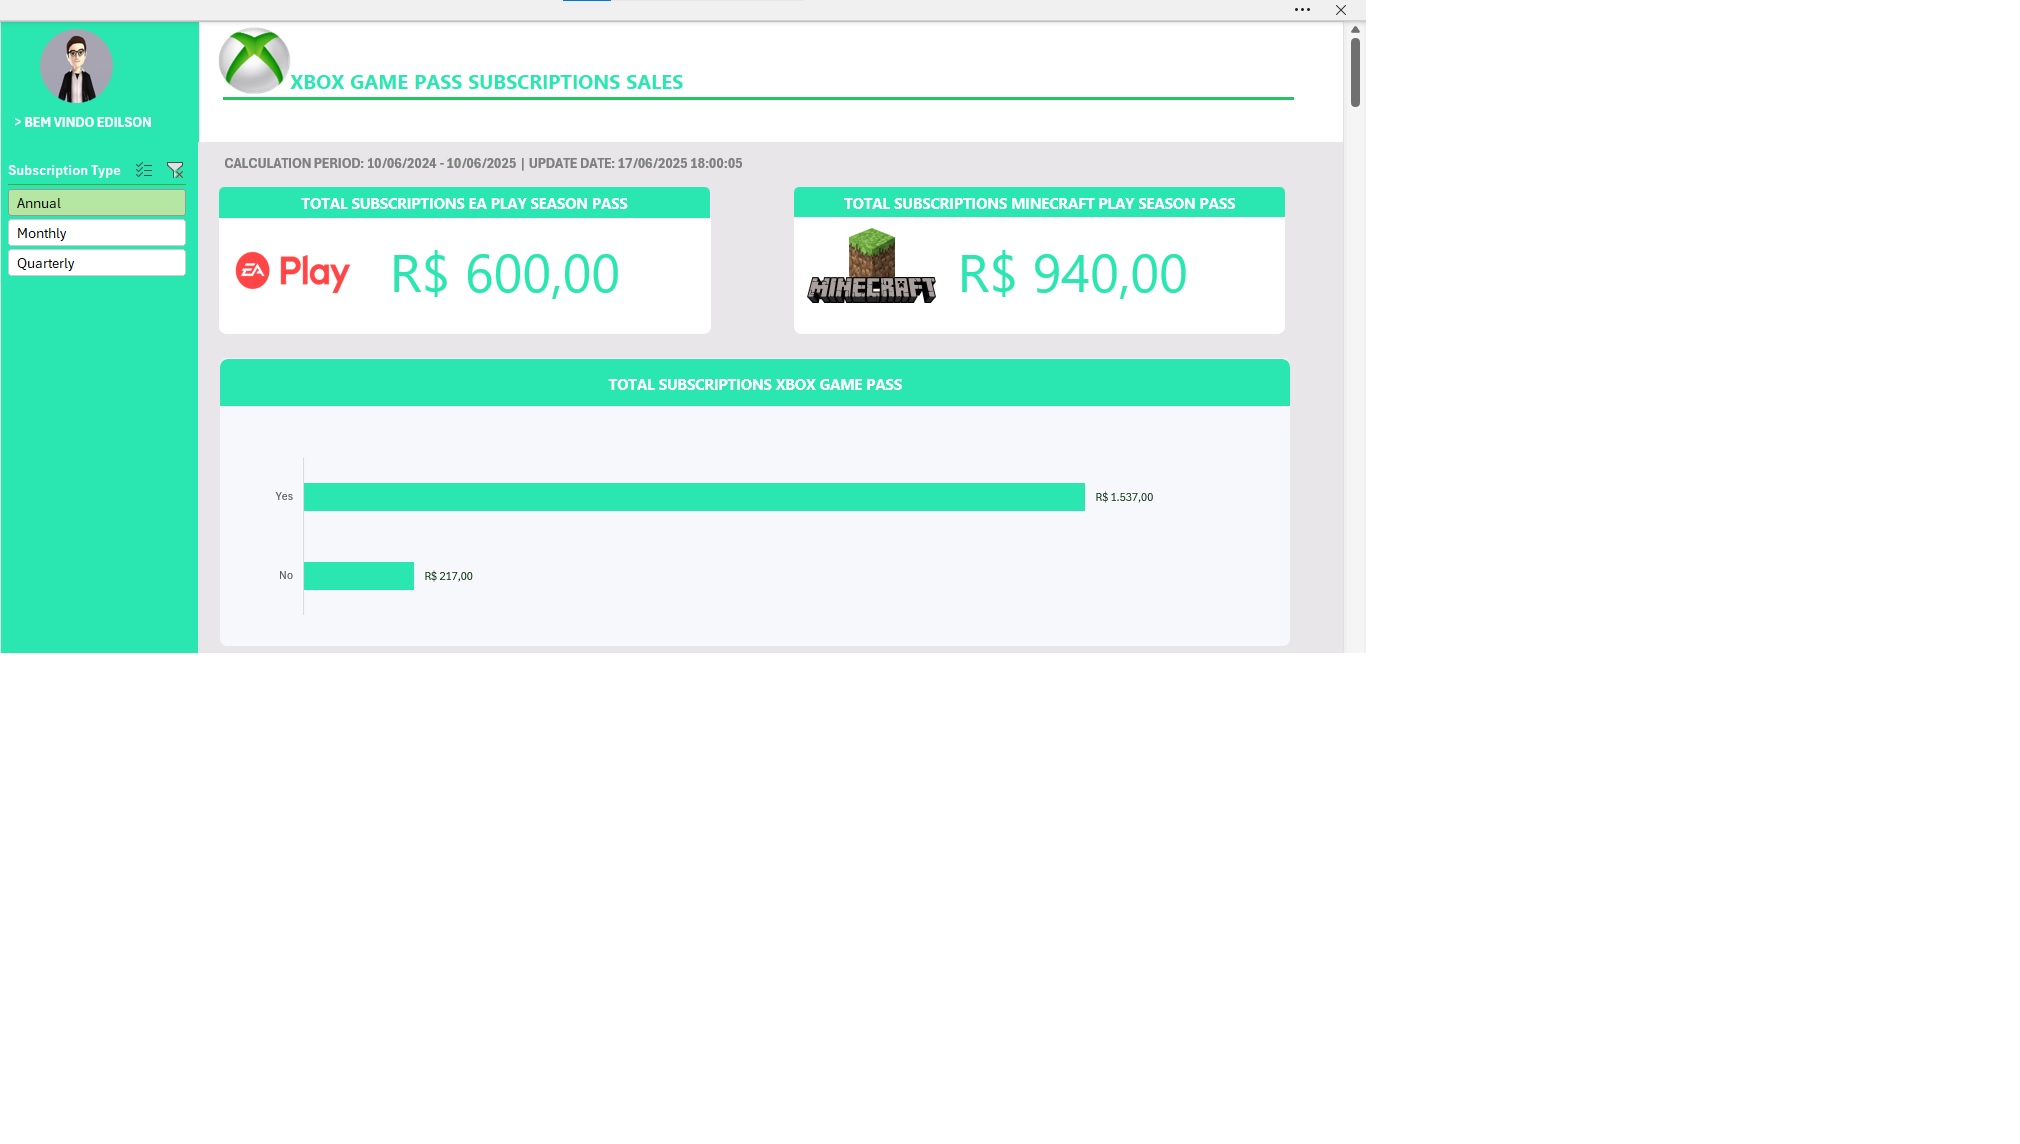 XBOX GAME PASS SUBSCRIPTIONS SALES
> BEM VINDO EDILSON
Subscription Type
Annual
Monthly
Quarterly
CALCULATION PERIOD: 10/06/2024 - 10/06/2025 | UPDATE DATE: 17/06/2025 18:00:05
TOTAL SUBSCRIPTIONS EA PLAY SEASON PASS
EA Play
R$ 600,00
TOTAL SUBSCRIPTIONS MINECRAFT PLAY SEASON PASS
MINECRAFT
R$ 940,00
TOTAL SUBSCRIPTIONS XBOX GAME PASS
Yes
R$ 1.537,00
No
R$ 217,00